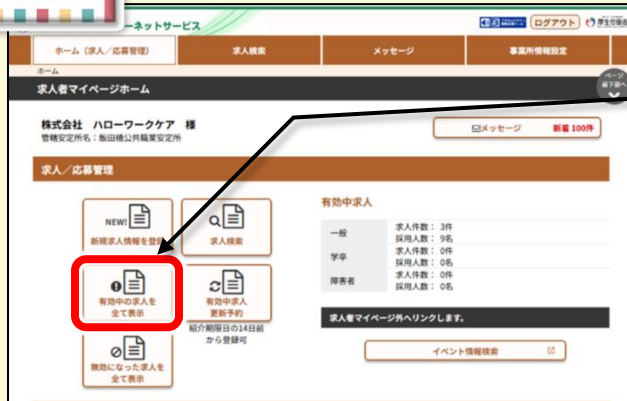 ーネットサービス
ログアウト
ホーム（求人／応募管理）
求人検索
メッセージ
事業所情報設定
ホーム
ページ
最下部へ
求人者マイページホーム
株式会社　ハローワークケア　様
管轄安定所名：飯田橋公共職業安定所
メッセージ　新着 100件
求人／応募管理
NEW!
新規求人情報を登録
求人検索
有効中の求人を
全て表示
有効中求人
更新予約
紹介期限日の14日前
から登録可
無効になった求人を
全て表示
有効中求人
一般
求人件数： 3件
採用人数： 9名
学卒
求人件数： 0件
採用人数： 0名
障害者
求人件数： 0件
採用人数： 0名
求人者マイページ外へリンクします。
イベント情報検索